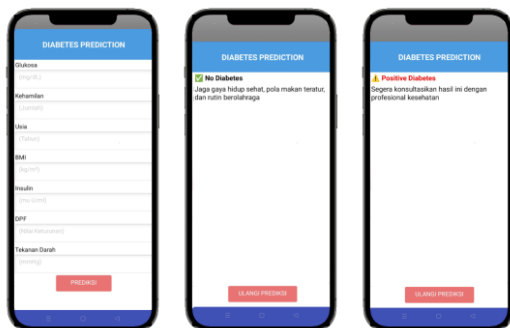 DIABETES PREDICTION
Glukosa
(mg/dL)
Kehamilan
(Jumlah)
Usia
(Tahun)
BMI
(kg/m²)
Insulin
(mu U/ml)
DPF
(Nilai Keturunan)
Tekanan Darah
(mmHg)
PREDIKSI
DIABETES PREDICTION
✅ No Diabetes
Jaga gaya hidup sehat, pola makan teratur,
dan rutin berolahraga
ULANGI PREDIKSI
DIABETES PREDICTION
⚠️ Positive Diabetes
Segera konsultasikan hasil ini dengan
profesional kesehatan
ULANGI PREDIKSI